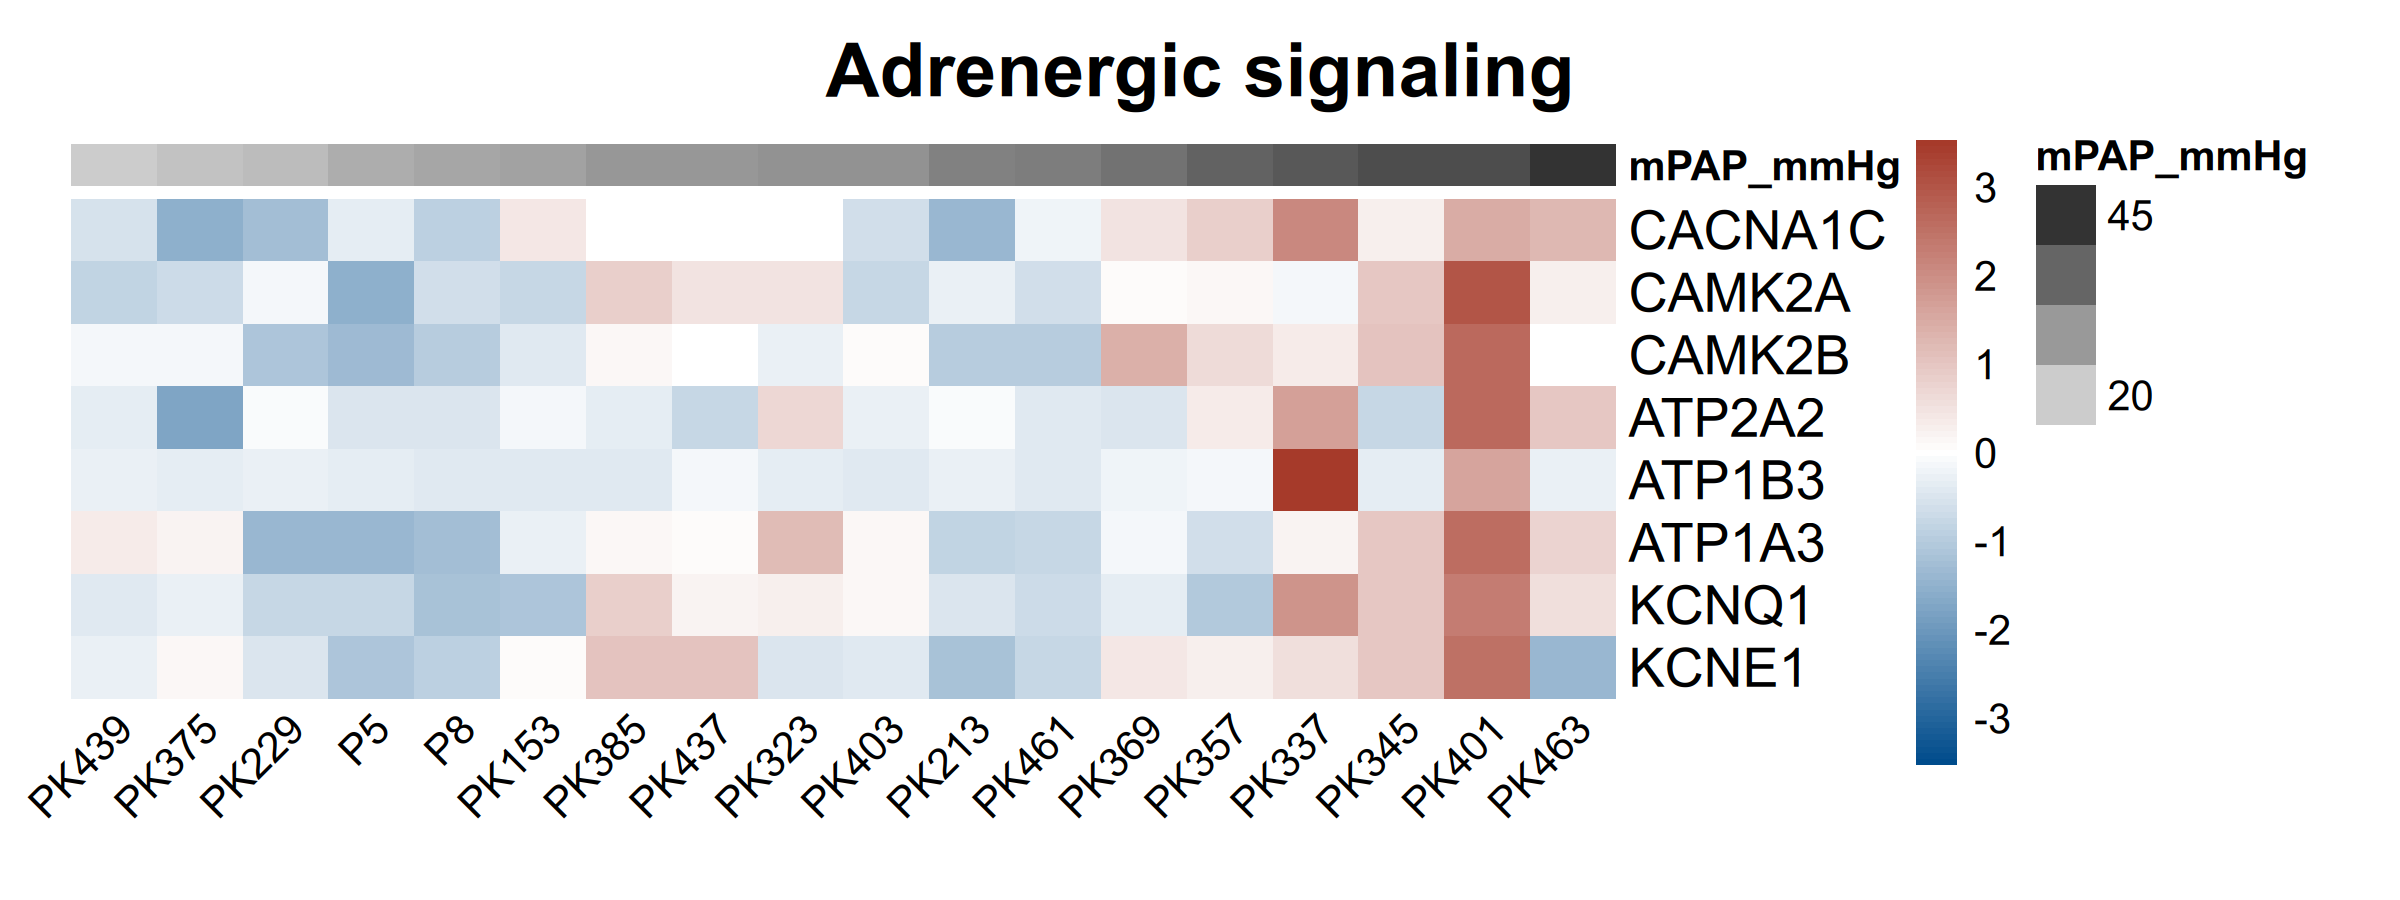 Adrenergic signaling
mPAP_mmHg
CACNA1C
CAMK2A
CAMK2B
ATP2A2
ATP1B3
ATP1A3
KCNQ1
KCNE1
PK439 PK375 PK229 P5 P8 PK153 PK385 PK437 PK323 PK403 PK213 PK461 PK369 PK357 PK337 PK345 PK401 PK463
3
2
1
0
-1
-2
-3
mPAP_mmHg
45
20